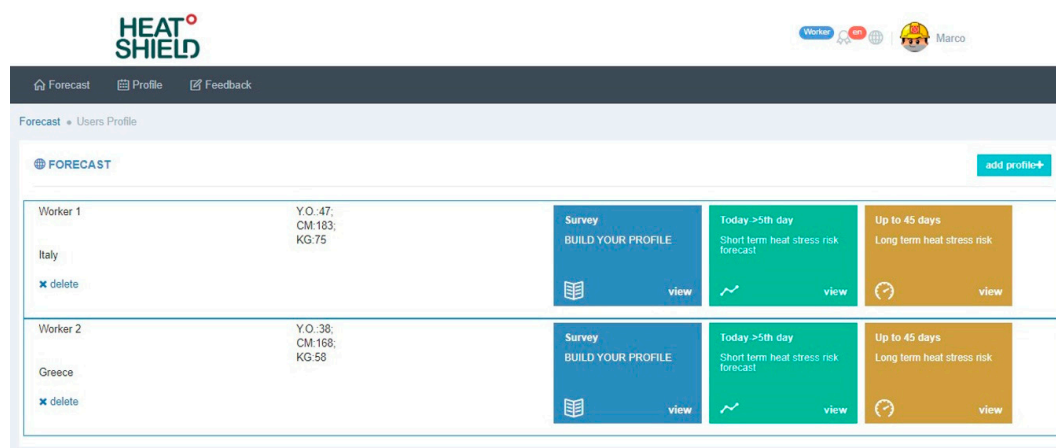 HEAT
SHIELD
Worker en Marco
Forecast Profile Feedback
Forecast Users Profile
FORECAST
add profile+
Worker 1
Italy
delete
Y.O.:47;
CM:183;
KG:75
Survey
BUILD YOUR PROFILE
view
Today->5th day
Short term heat stress risk
forecast
view
Up to 45 days
Long term heat stress risk
view
Worker 2
Greece
delete
Y.O.:38;
CM:168;
KG:58
Survey
BUILD YOUR PROFILE
view
Today->5th day
Short term heat stress risk
forecast
view
Up to 45 days
Long term heat stress risk
view